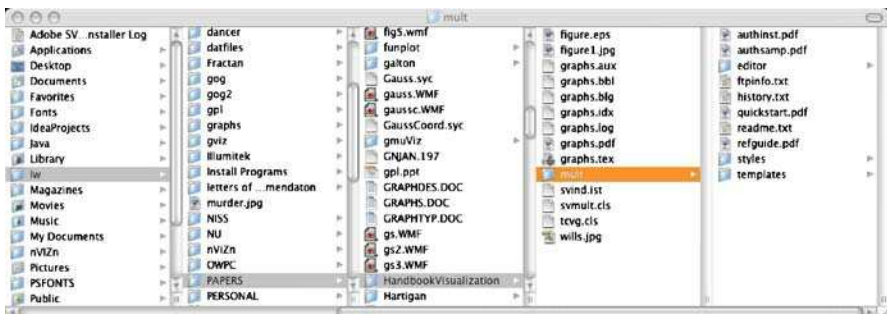 mult
Adobe SV...nstaller Log
Applications
Desktop
Documents
Favorites
Fonts
IdeaProjects
Java
Library
lw
Magazines
Movies
Music
My Documents
nViZn
Pictures
PSFONTS
Public
dancer
datfiles
Fractan
gog
gog2
gpl
graphs
gviz
Illumitek
Install Programs
letters of ...mendaton
murder.jpg
NISS
NU
nViZn
OWPC
PAPERS
PERSONAL
fig5.wmf
funplot
galton
Gauss.syc
gauss.WMF
gaussc.WMF
GaussCoord.syc
gmuViz
GNJAN.197
gpl.ppt
GRAPHDES.DOC
GRAPHS.DOC
GRAPHTYP.DOC
gs.WMF
gs2.WMF
gs3.WMF
HandbookVisualization
Hartigan
figure.eps
figure1.jpg
graphs.aux
graphs.bbl
graphs.blg
graphs.idx
graphs.log
graphs.pdf
graphs.tex
mult
svind.ist
svmult.cls
tcvg.cls
wills.jpg
authinst.pdf
authsamp.pdf
editor
ftpinfo.txt
history.txt
quickstart.pdf
readme.txt
refguide.pdf
styles
templates